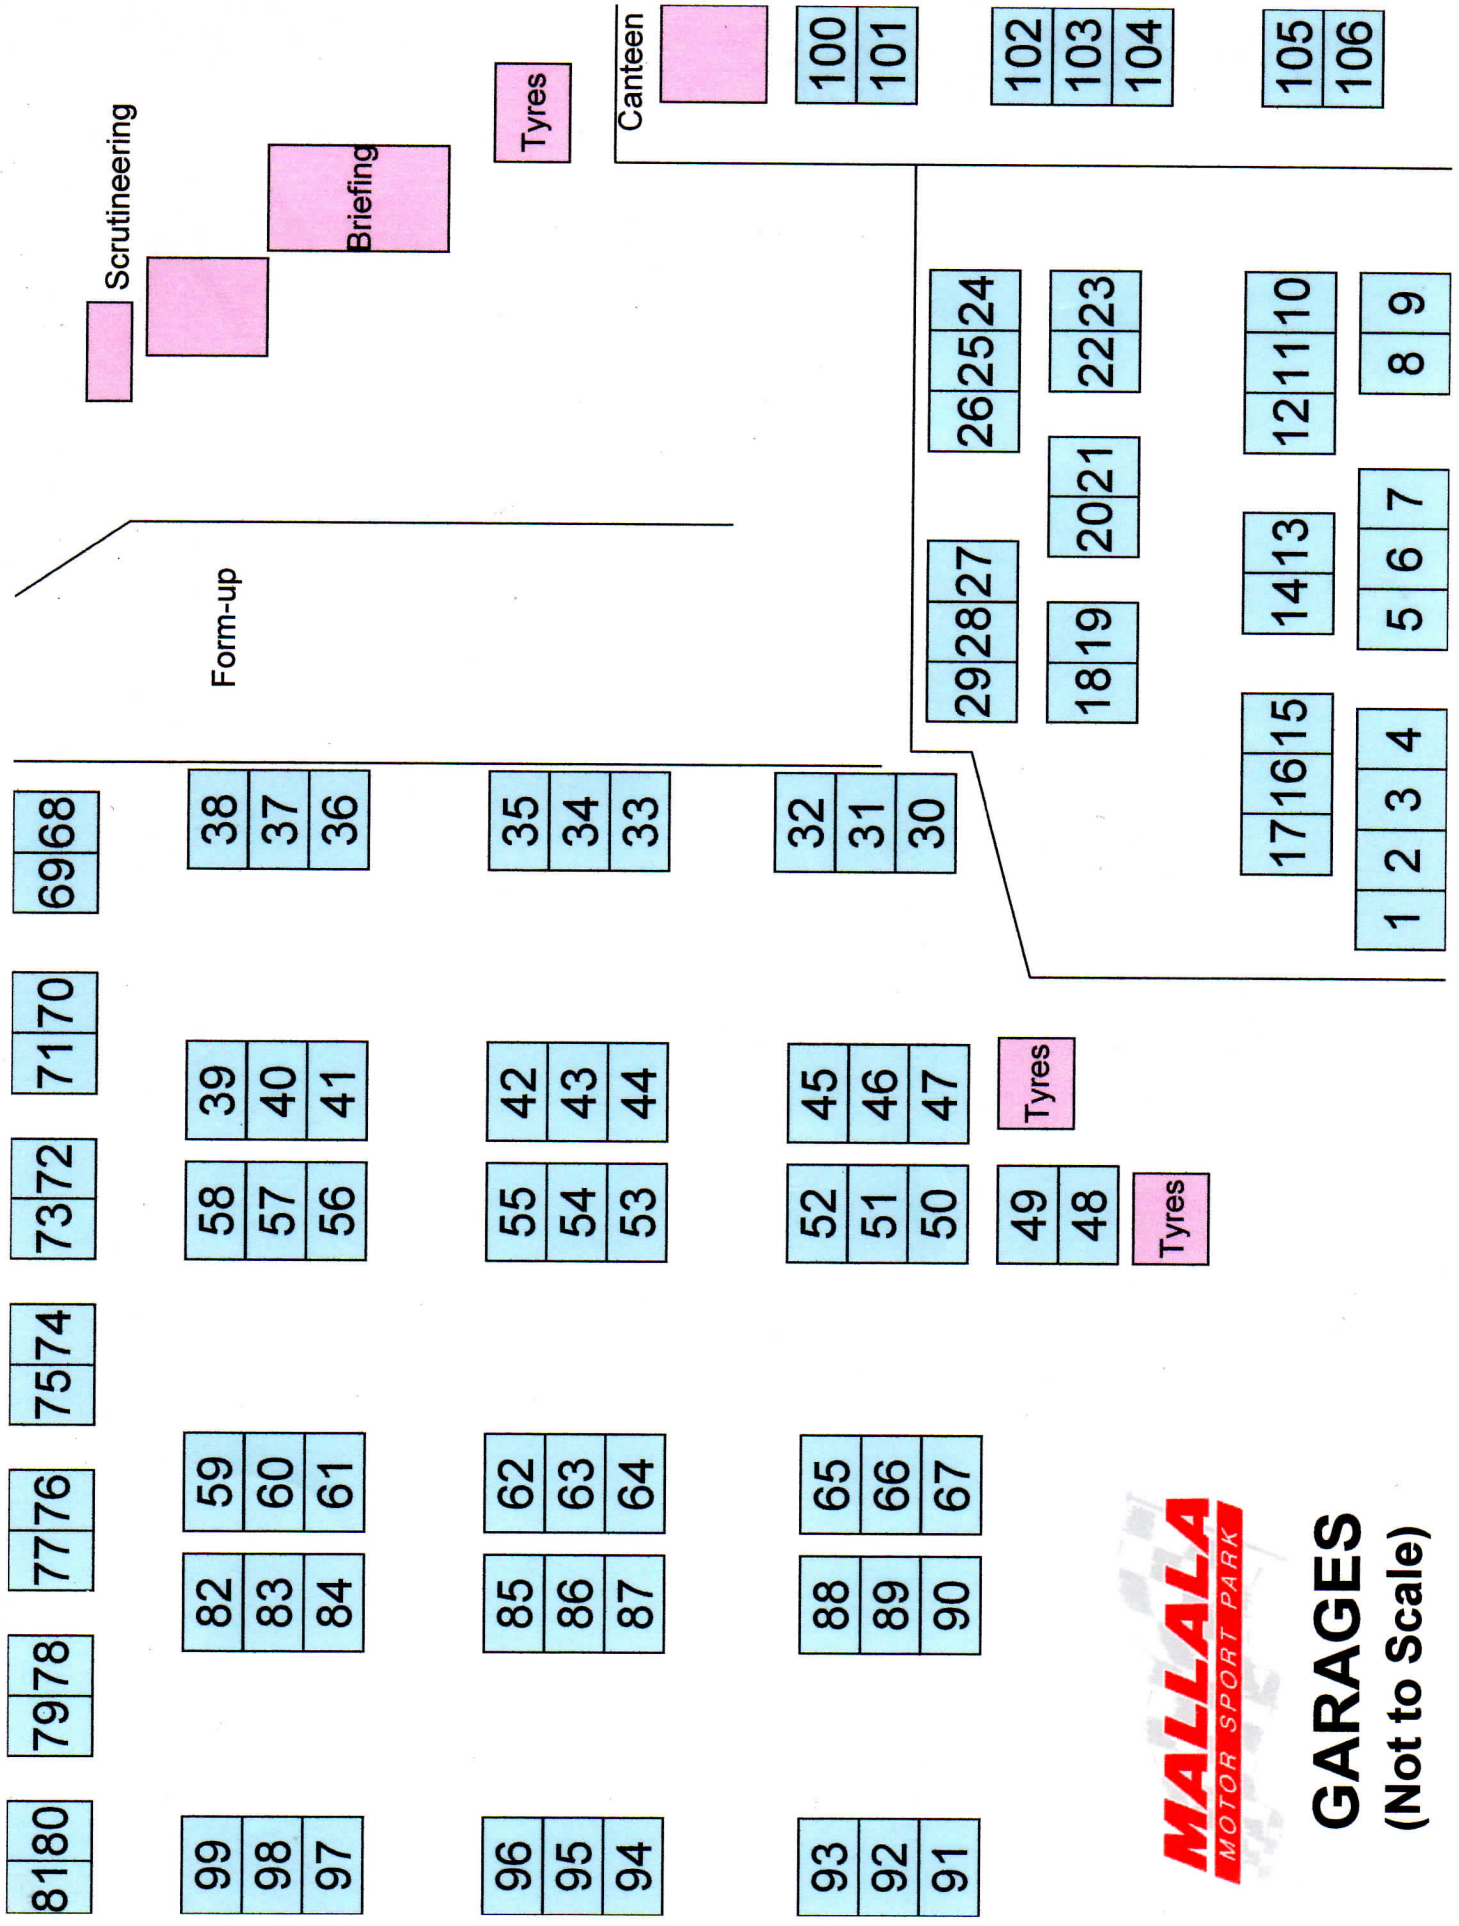 81 80 79 78 77 76 75 74 73 72 71 70 69 68
Scrutineering
99 82 59 58 39 38 Form-up
98 83 60 57 40 37
97 84 61 56 41 36
Briefing
96 85 62 55 42 35 Tyres
95 86 63 54 43 34
94 87 64 53 44 33 Canteen
93 88 65 52 45 32 100
92 89 66 51 46 31 101
91 90 67 50 47 30
29 28 27 26 25 24
49 Tyres 102
48 18 19 20 21 22 23 103
104
Tyres
MALLALA
MOTOR SPORT PARK
17 16 15 14 13 12 11 10 105
GARAGES 106
(Not to Scale) 1 2 3 4 5 6 7 8 9